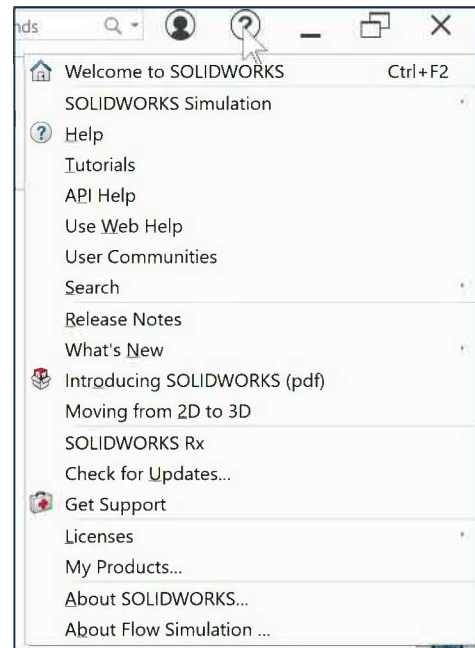 nds
Welcome to SOLIDWORKS Ctrl+F2
SOLIDWORKS Simulation
Help
Tutorials
API Help
Use Web Help
User Communities
Search
Release Notes
What's New
Introducing SOLIDWORKS (pdf)
Moving from 2D to 3D
SOLIDWORKS Rx
Check for Updates...
Get Support
Licenses
My Products...
About SOLIDWORKS...
About Flow Simulation ...